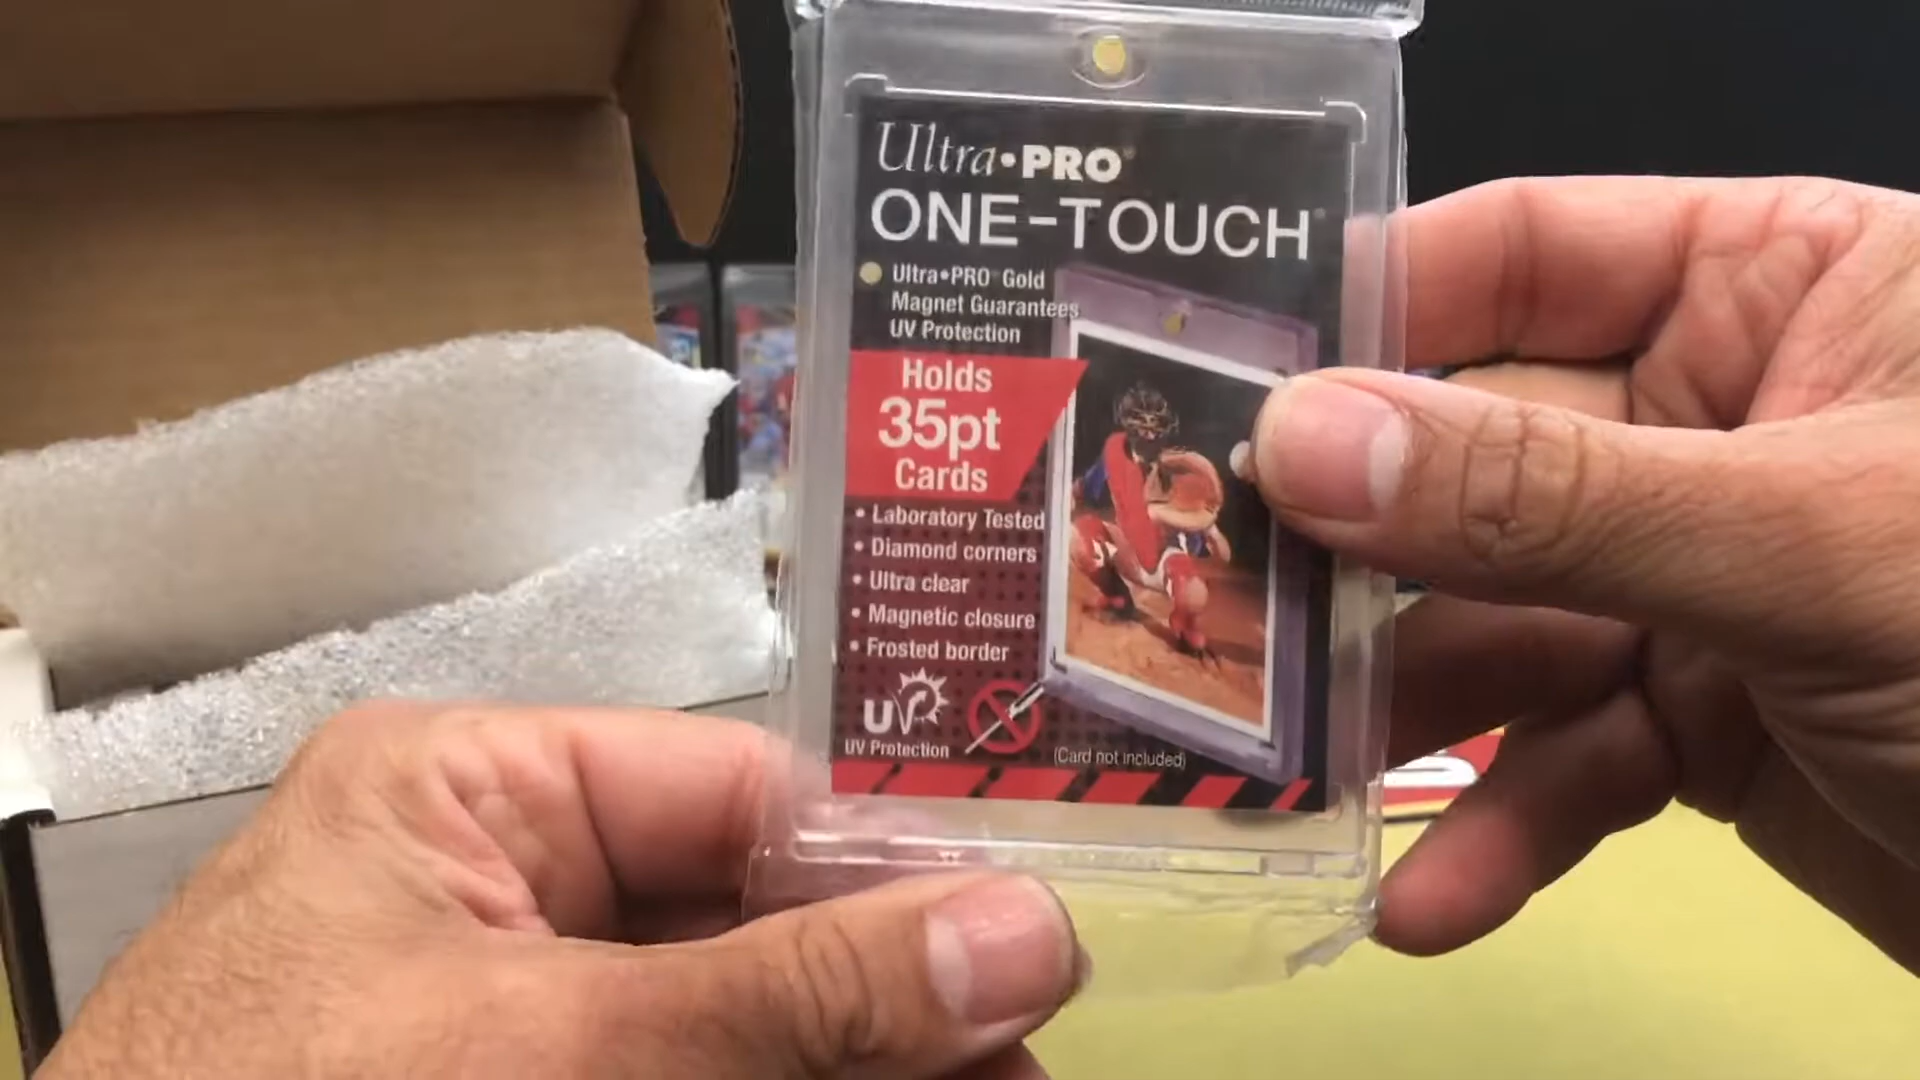 Ultra•PRO®
ONE-TOUCH
Ultra•PRO Gold
Magnet Guarantees
UV Protection
Holds
35pt
Cards
• Laboratory Tested
• Diamond corners
• Ultra clear
• Magnetic closure
• Frosted border
UV
UV Protection
(Card not included)